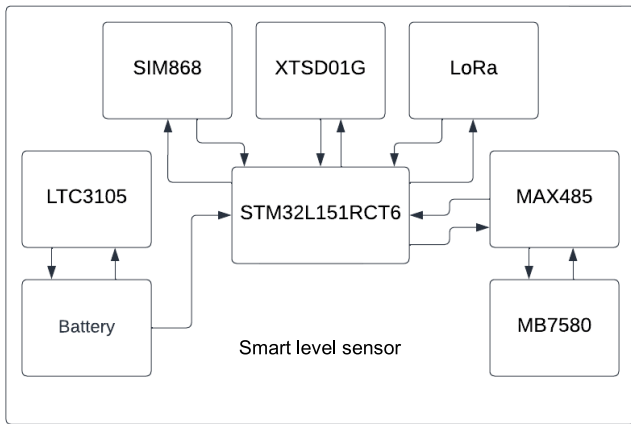 SIM868
XTSD01G
LoRa
LTC3105
STM32L151RCT6
MAX485
Battery
MB7580
Smart level sensor